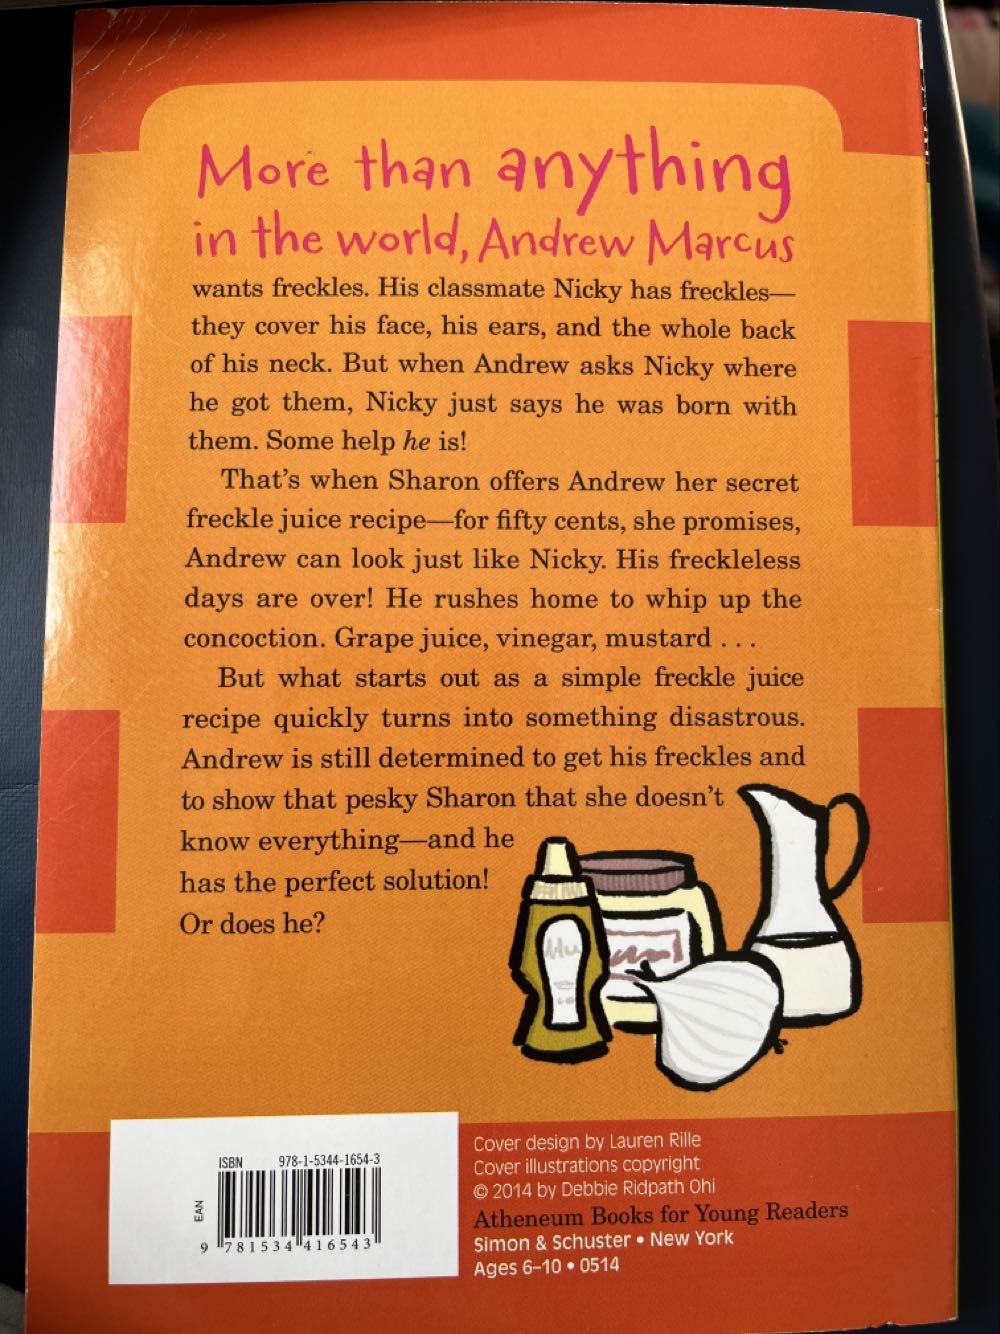 More than anything
in the world, Andrew Marcus
wants freckles. His classmate Nicky has freckles—
they cover his face, his ears, and the whole back
of his neck. But when Andrew asks Nicky where
he got them, Nicky just says he was born with
them. Some help he is!
That's when Sharon offers Andrew her secret
freckle juice recipe—for fifty cents, she promises,
Andrew can look just like Nicky. His freckleless
days are over! He rushes home to whip up the
concoction. Grape juice, vinegar, mustard . . .
But what starts out as a simple freckle juice
recipe quickly turns into something disastrous.
Andrew is still determined to get his freckles and
to show that pesky Sharon that she doesn't
know everything—and he
has the perfect solution!
Or does he?
ISBN 978-1-5344-1654-3
EAN
9 781534 416543
Cover design by Lauren Rille
Cover illustrations copyright
© 2014 by Debbie Ridpath Ohi
Atheneum Books for Young Readers
Simon & Schuster • New York
Ages 6–10 • 0514